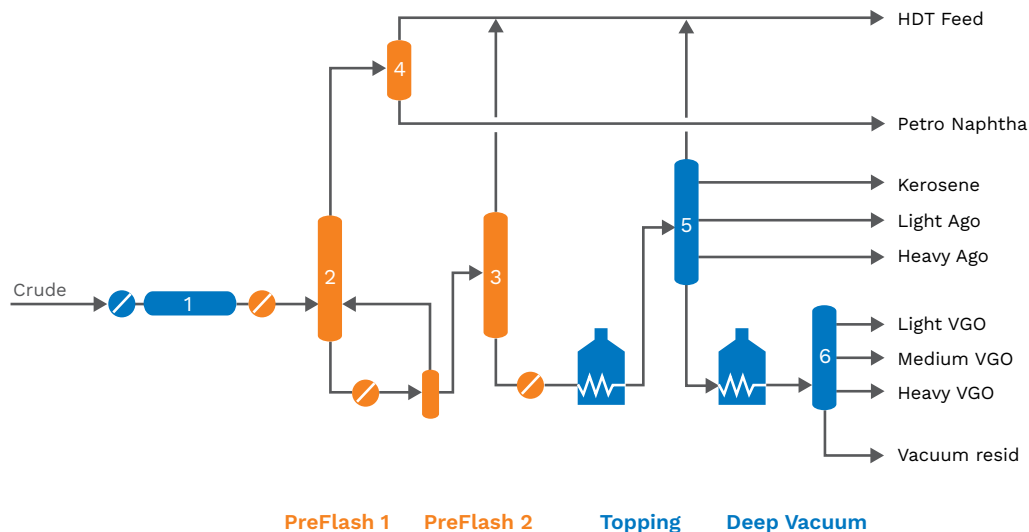 HDT Feed
4
Petro Naphtha
Kerosene
5
Light Ago
2
Heavy Ago
3
Crude
1
Light VGO
6
Medium VGO
Heavy VGO
Vacuum resid
PreFlash 1
PreFlash 2
Topping
Deep Vacuum